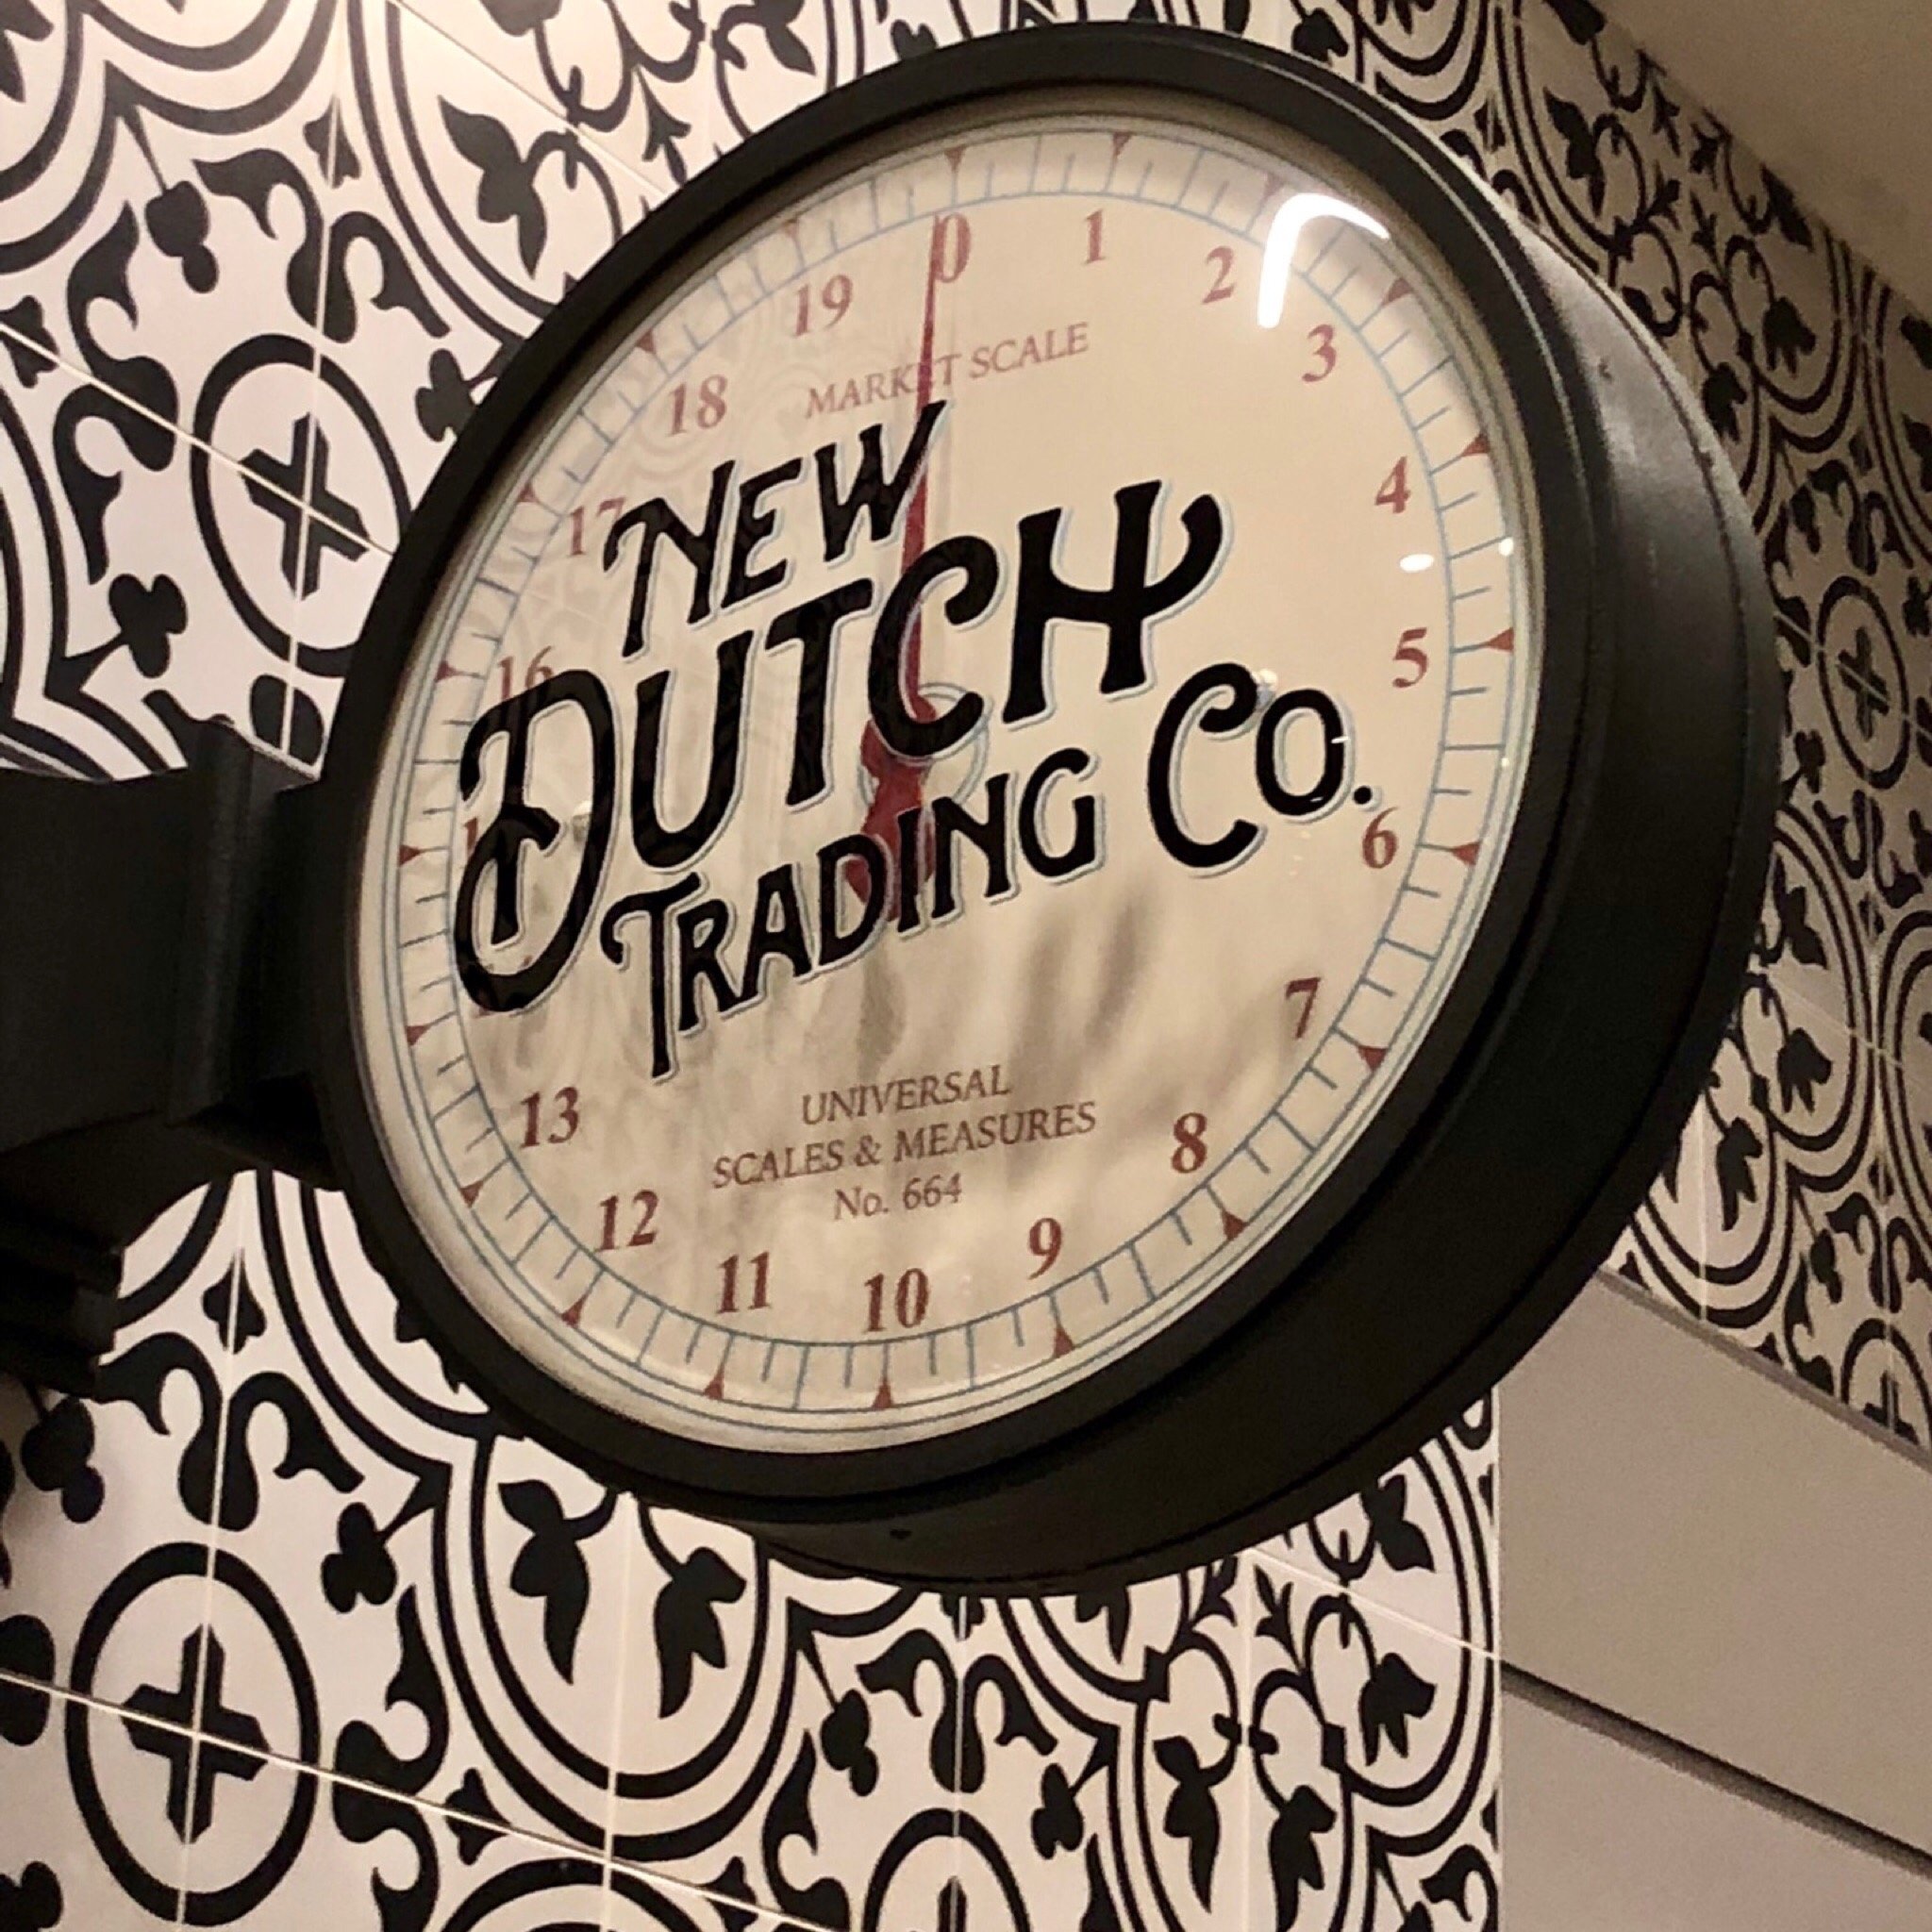 0
1
2
3
4
5
6
7
8
9
10
11
12
13
16
17
18
19
MARKET SCALE
NEW
DUTCH
TRADING CO.
UNIVERSAL
SCALES & MEASURES
No. 664